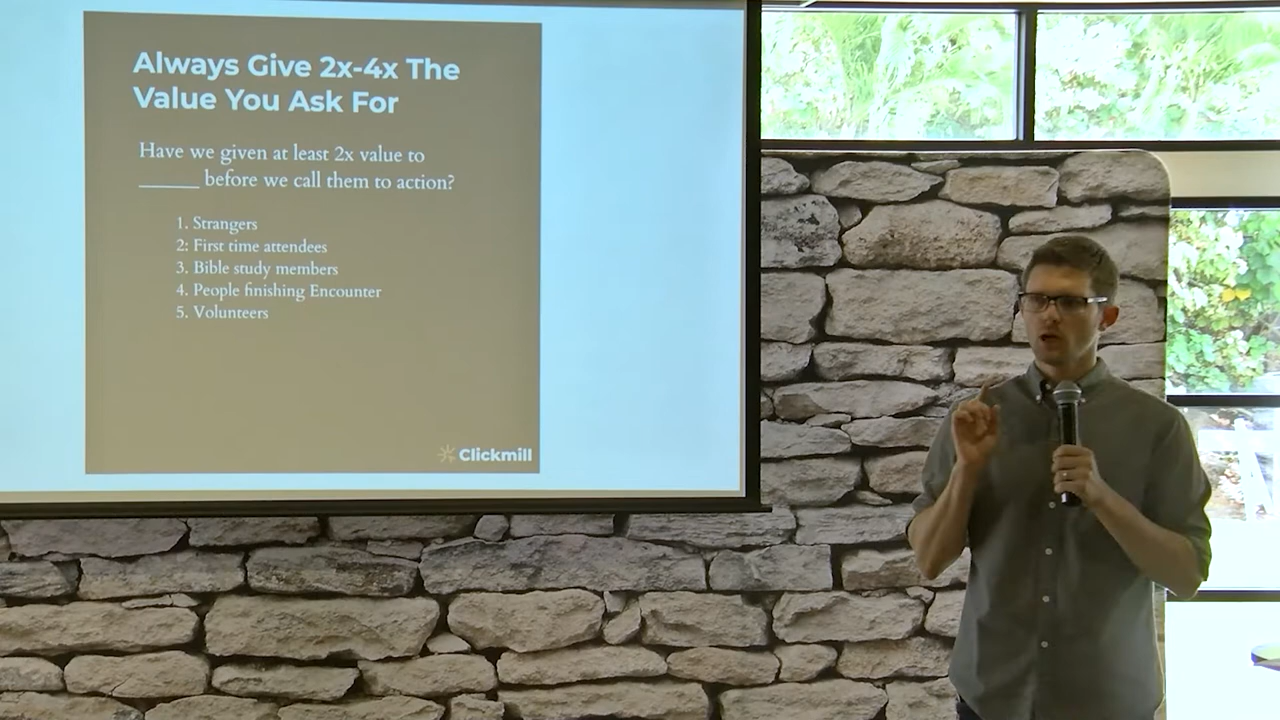 Always Give 2x-4x The
Value You Ask For
Have we given at least 2x value to
______ before we call them to action?
1. Strangers
2: First time attendees
3. Bible study members
4. People finishing Encounter
5. Volunteers
Clickmill